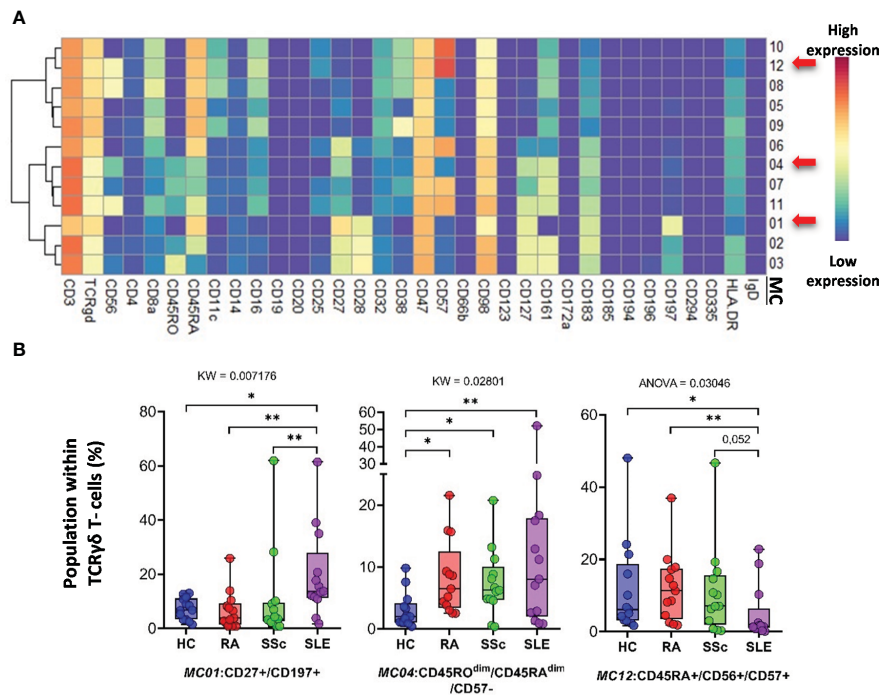 A
High
expression
10
12
08
05
09
06
04
07
11
01
02
03
Low
expression
MC
CD3 TCRgd CD56 CD4 CD8a CD45RO CD45RA CD11c CD14 CD16 CD19 CD20 CD25 CD27 CD28 CD32 CD38 CD47 CD57 CD66b CD98 CD123 CD127 CD161 CD172a CD183 CD185 CD194 CD196 CD197 CD294 CD335 HLA.DR IgD
B
Population within
TCRγδ T- cells (%)
KW = 0.007176
*
**
**
80
60
40
20
0
HC RA SSc SLE
MC01:CD27+/CD197+
KW = 0.02801
**
*
*
60
50
40
30
20
10
0
HC RA SSc SLE
MC04:CD45ROdim/CD45RAdim
/CD57-
ANOVA = 0.03046
*
**
0,052
60
40
20
0
HC RA SSc SLE
MC12:CD45RA+/CD56+/CD57+